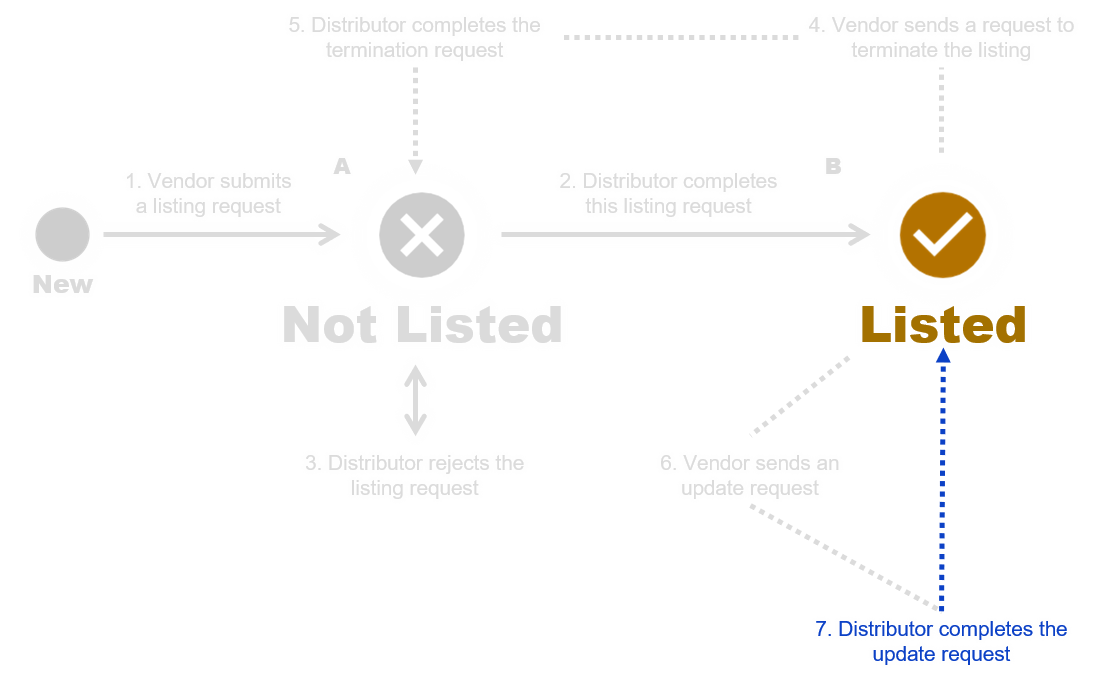 5. Distributor completes the
termination request
4. Vendor sends a request to
terminate the listing
A
B
1. Vendor submits
a listing request
2. Distributor completes
this listing request
New
Not Listed
Listed
3. Distributor rejects the
listing request
6. Vendor sends an
update request
7. Distributor completes the
update request